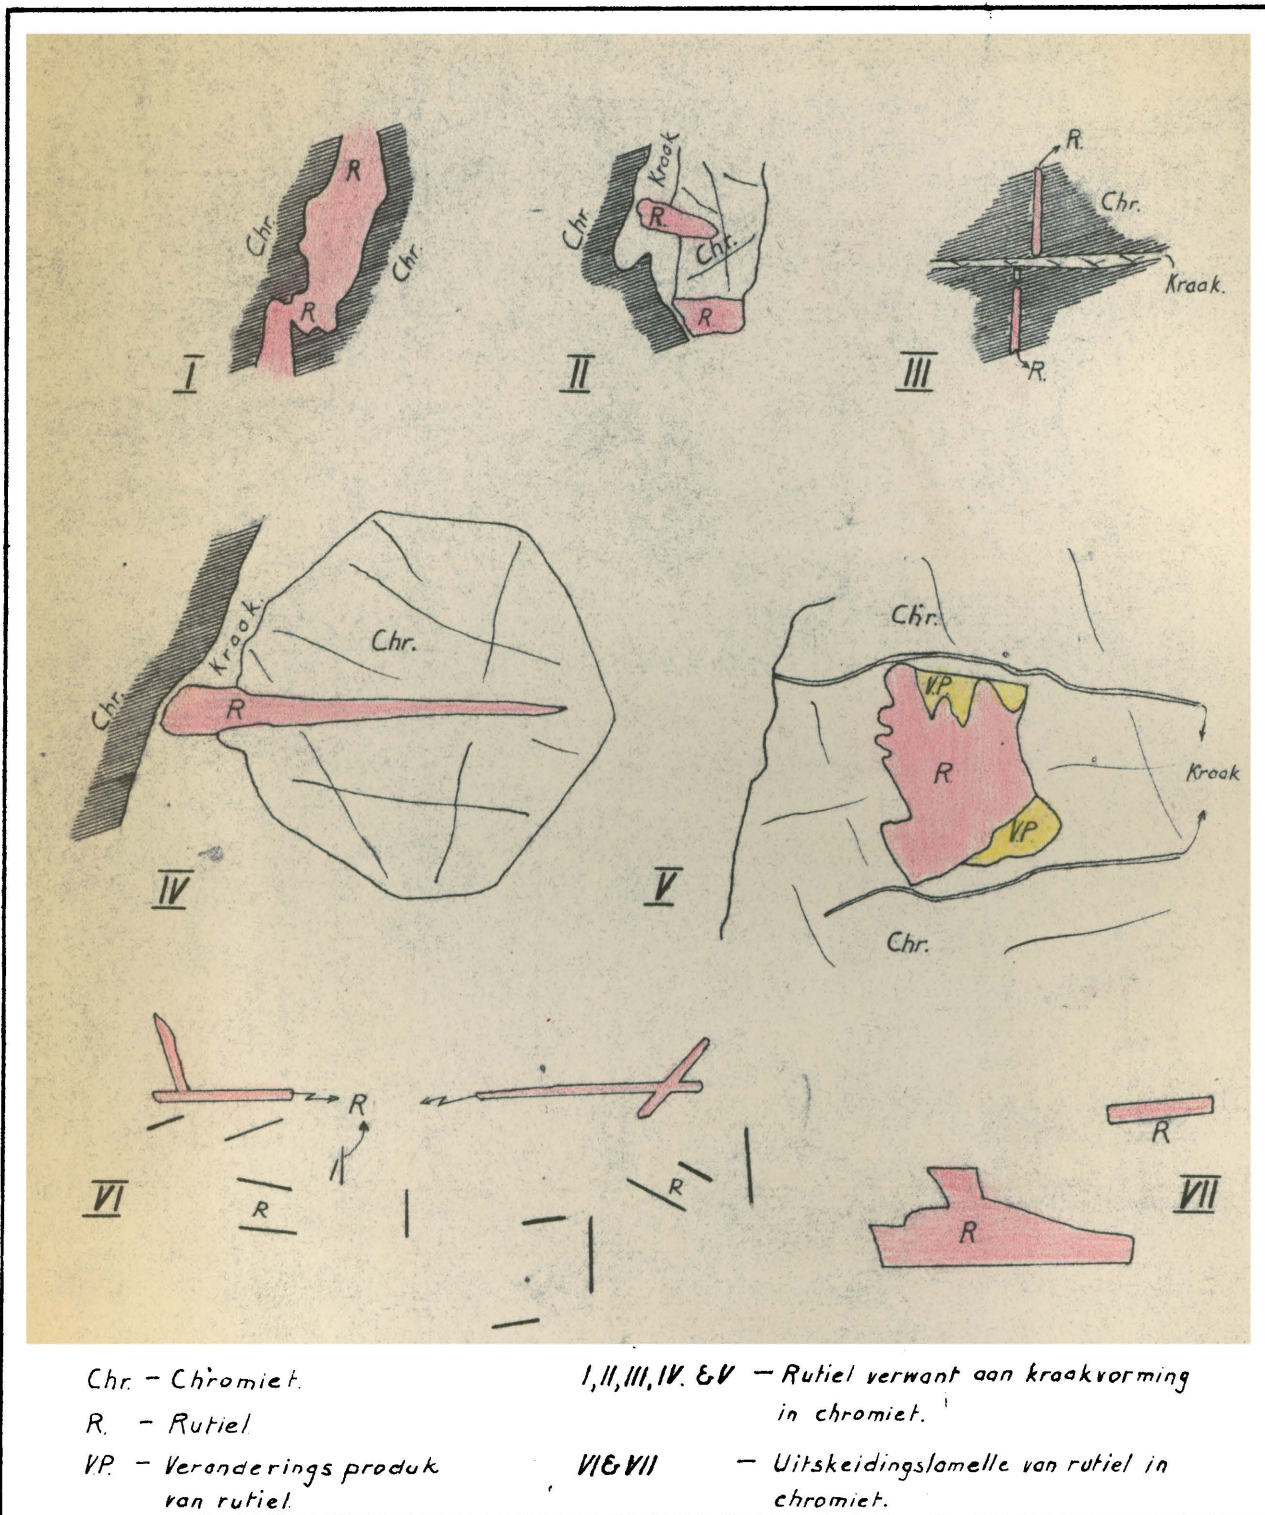 R
Chr.
Chr.
R
I
Kraak
Chr.
R.
Chr.
R
II
R.
Chr.
Kraak.
R.
III
Kraak.
Chr.
Chr.
R
IV
Chr.
V.P
R
Kraak
V.P
Chr.
V
R
R
R
VI
R
R
VII
Chr. - Chromiet.
R. - Rutiel
V.P. - Veranderings produk
van rutiel.
I, II, III, IV. & V - Rutiel verwant aan kraakvorming
in chromiet.
VI & VII - Uitskeidingslamelle van rutiel in
chromiet.